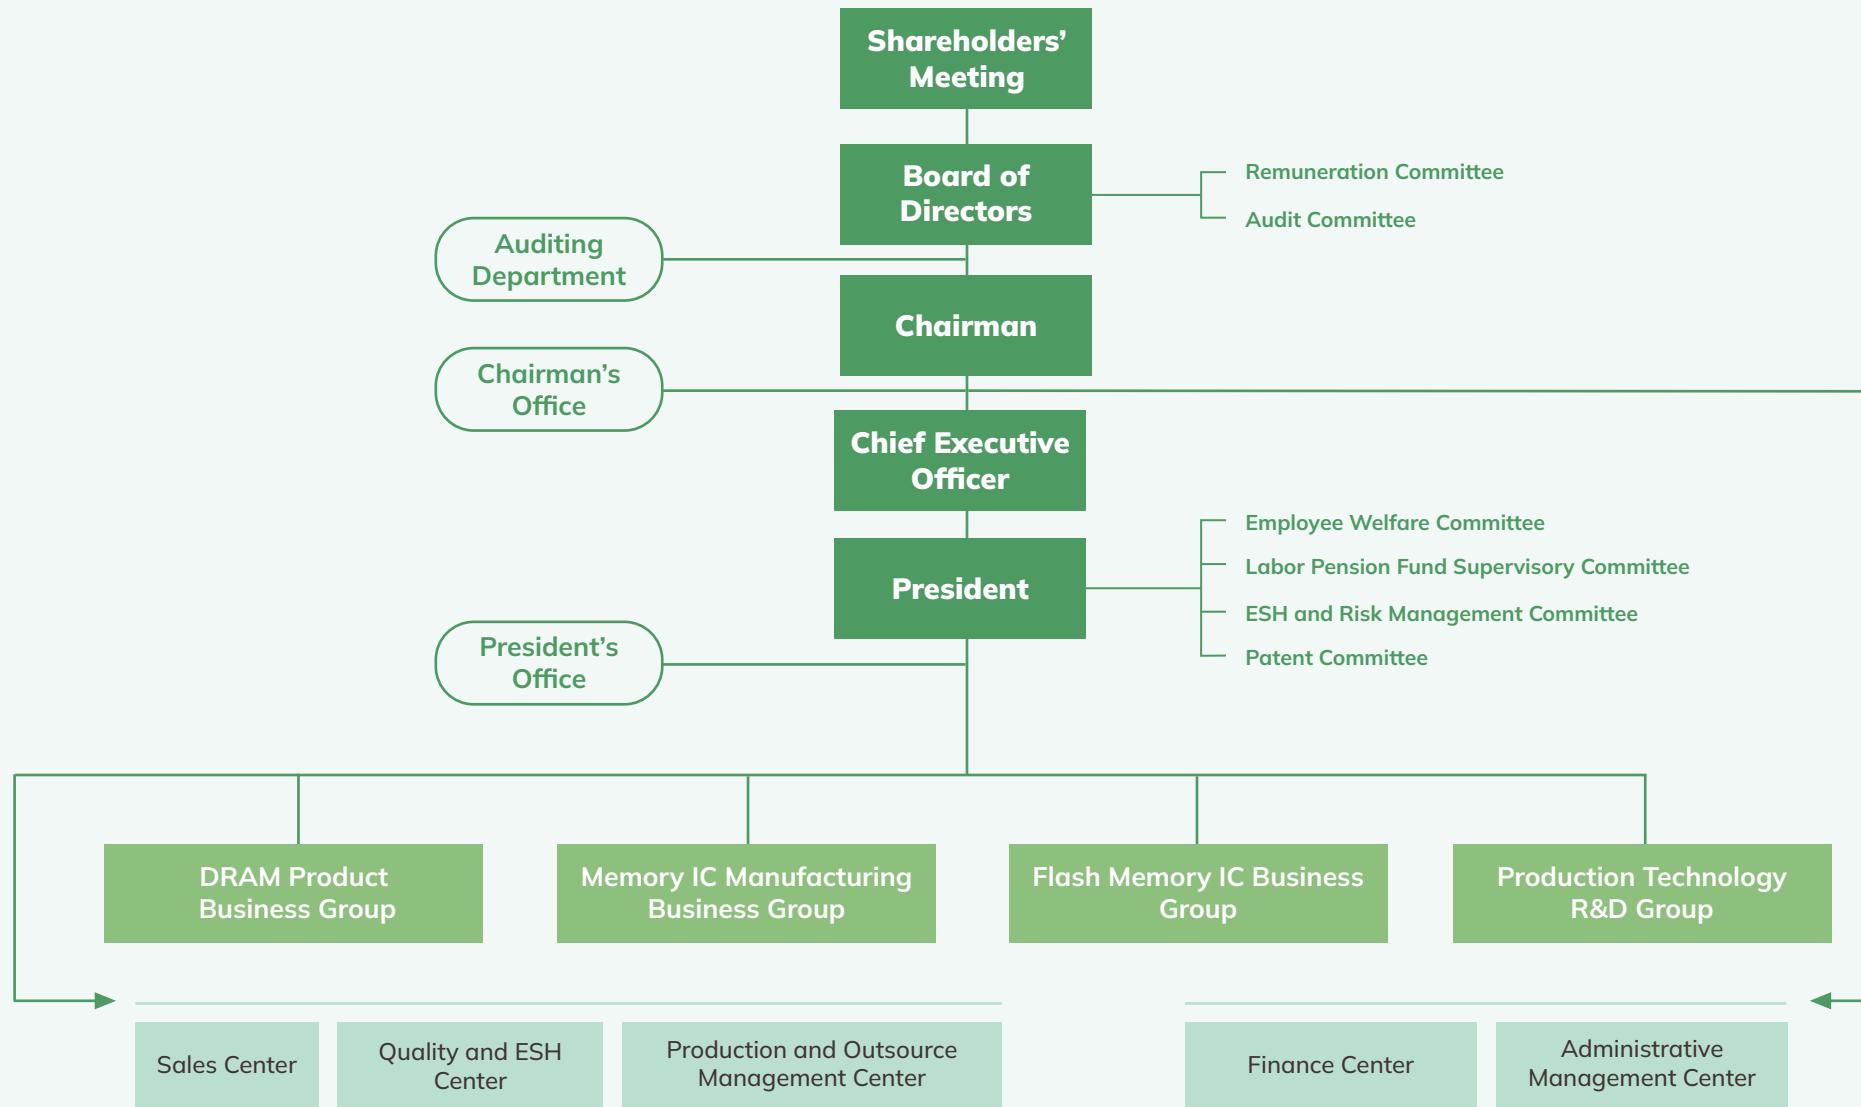 Shareholders’
Meeting
Board of
Directors
Remuneration Committee
Audit Committee
Auditing
Department
Chairman
Chairman’s
Office
Chief Executive
Officer
President
Employee Welfare Committee
Labor Pension Fund Supervisory Committee
ESH and Risk Management Committee
Patent Committee
President’s
Office
DRAM Product
Business Group
Memory IC Manufacturing
Business Group
Flash Memory IC Business
Group
Production Technology
R&D Group
Sales Center
Quality and ESH
Center
Production and Outsource
Management Center
Finance Center
Administrative
Management Center